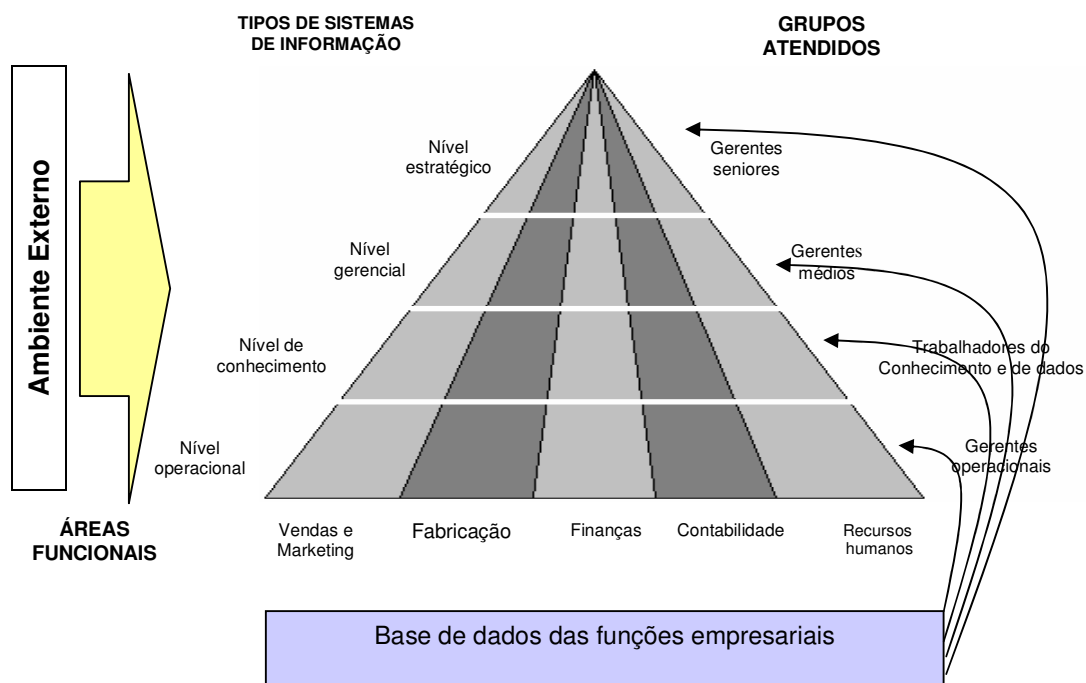 TIPOS DE SISTEMAS
DE INFORMAÇÃO
GRUPOS
ATENDIDOS
Ambiente Externo
Nível
estratégico
Gerentes
seniores
Nível
gerencial
Gerentes
médios
Nível de
conhecimento
Trabalhadores do
Conhecimento e de dados
Nível
operacional
Gerentes
operacionais
ÁREAS
FUNCIONAIS
Vendas e
Marketing
Fabricação
Finanças
Contabilidade
Recursos
humanos
Base de dados das funções empresariais